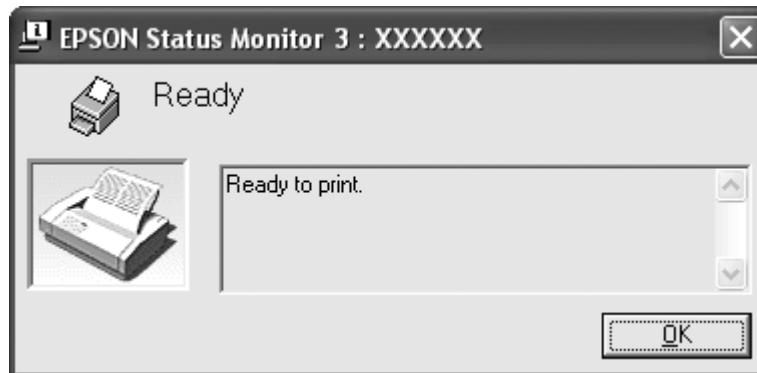 EPSON Status Monitor 3 : XXXXXX
Ready
Ready to print.
OK